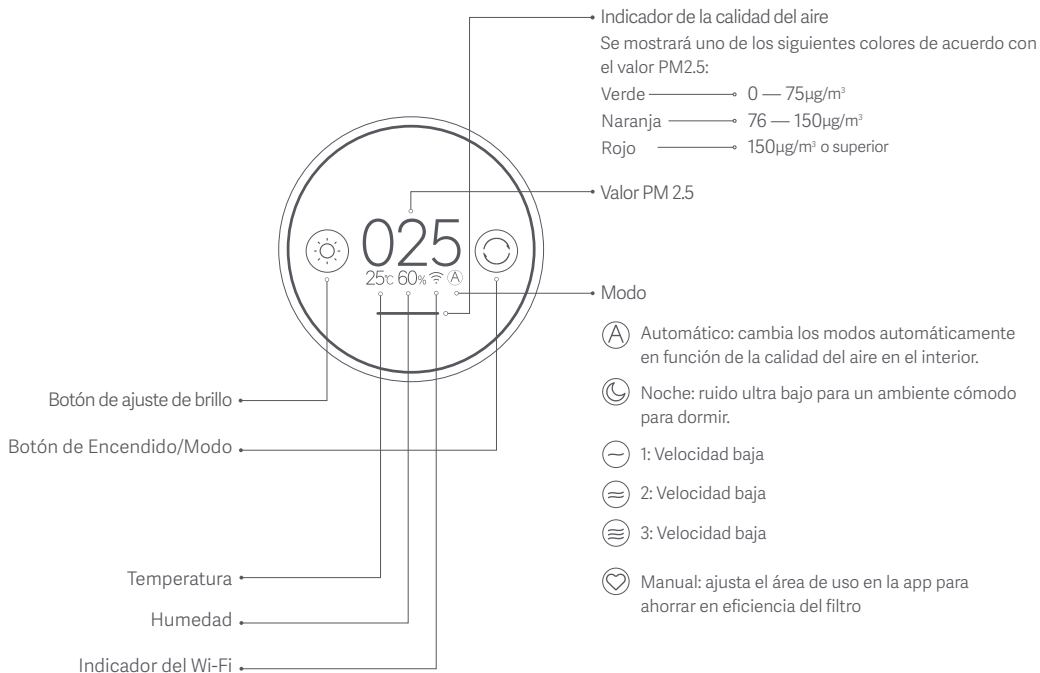 Indicador de la calidad del aire
Se mostrará uno de los siguientes colores de acuerdo con
el valor PM2.5:
Verde 0 — 75µg/m³
Naranja 76 — 150µg/m³
Rojo 150µg/m³ o superior
Valor PM 2.5
025
25℃ 60% A
Modo
A Automático: cambia los modos automáticamente
en función de la calidad del aire en el interior.
Noche: ruido ultra bajo para un ambiente cómodo
para dormir.
1: Velocidad baja
2: Velocidad baja
3: Velocidad baja
Manual: ajusta el área de uso en la app para
ahorrar en eficiencia del filtro
Botón de ajuste de brillo
Botón de Encendido/Modo
Temperatura
Humedad
Indicador del Wi-Fi